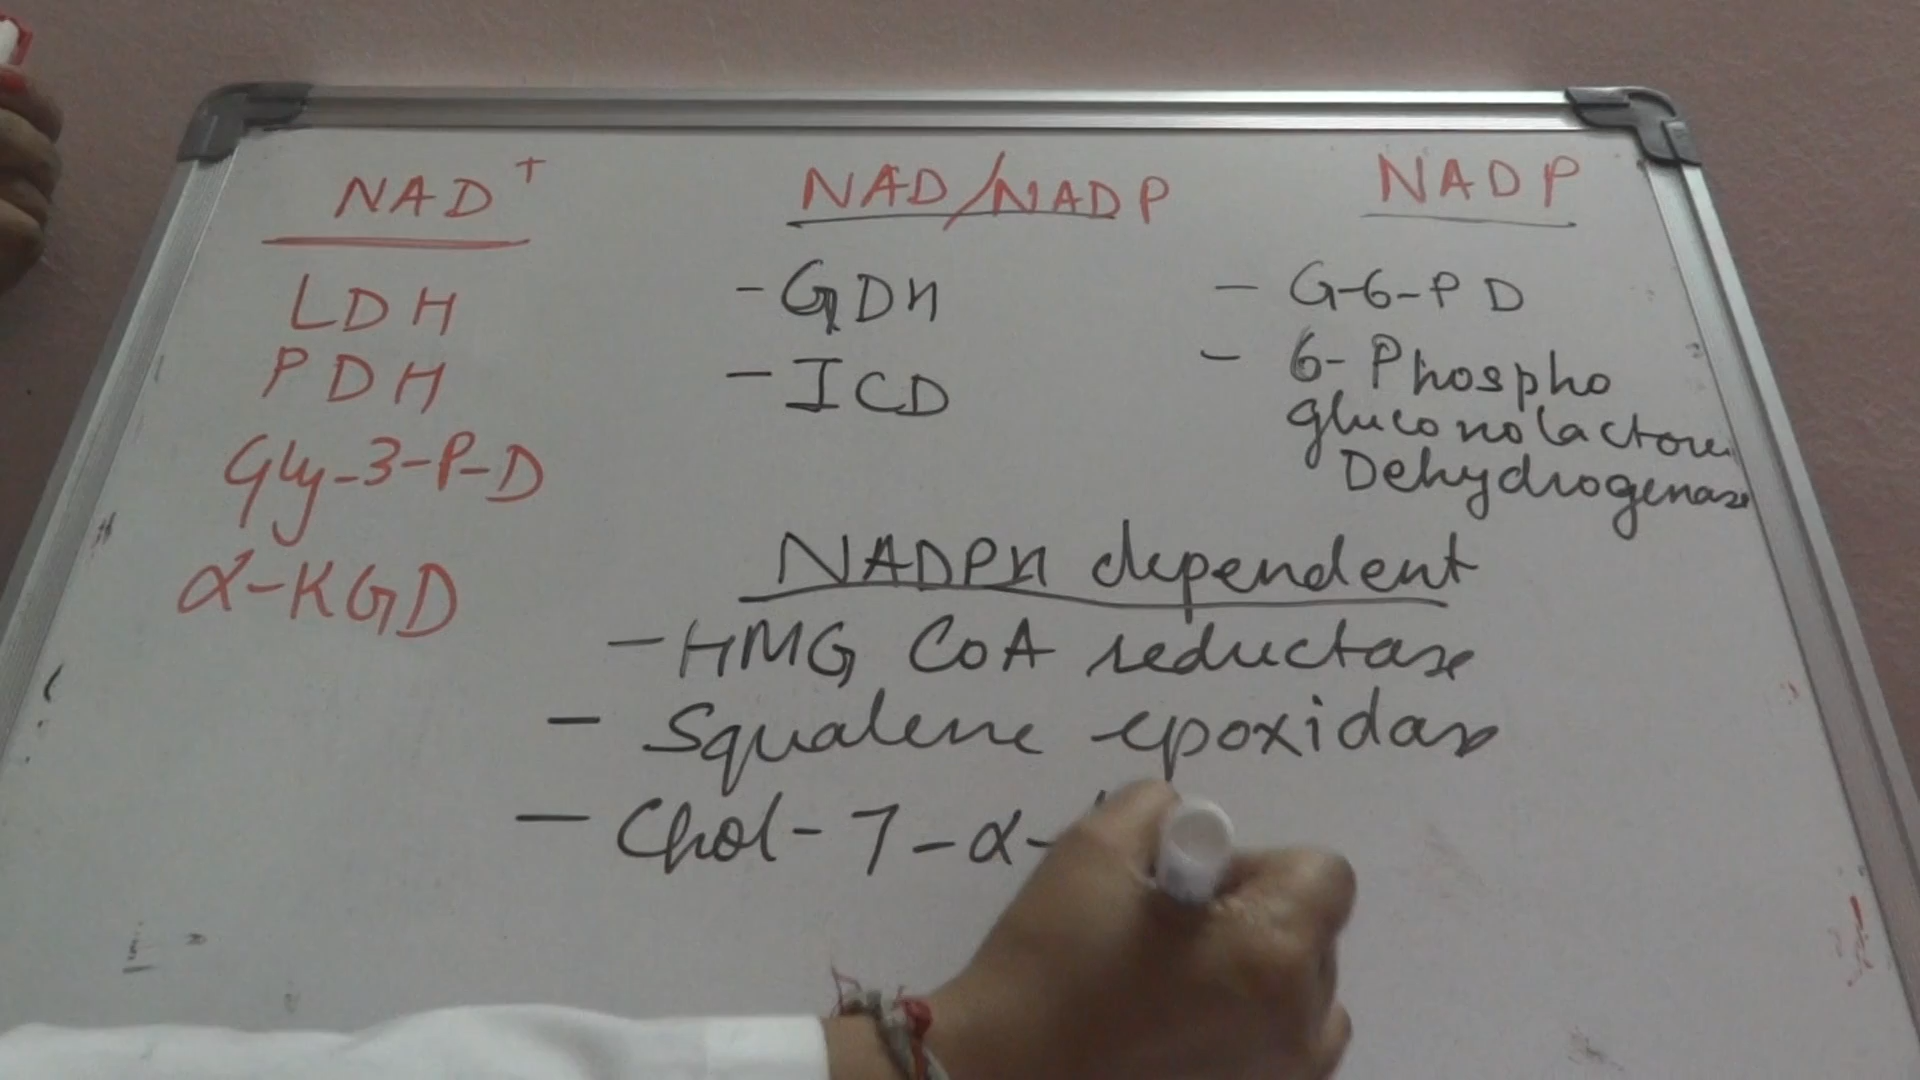 NAD+
LDH
PDH
Gly-3-P-D
α-KGD
NAD/NADP
- GDH
- ICD
NADP
- G-6-PD
- 6-Phospho
gluconolactone
Dehydrogenase
NADPH dependent
- HMG CoA reductase
- Squalene epoxidase
- Chol-7-α-